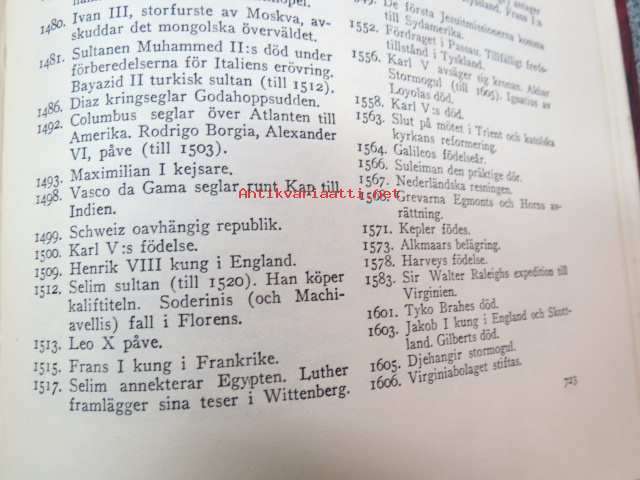 1480. Ivan III, storfurste av Moskva, av-
skuddar det mongolska överväldet.
1481. Sultanen Muhammed II:s död under
förberedelserna för Italiens erövring.
Bayazid II turkisk sultan (till 1512).
1486. Diaz kringseglar Godahoppsudden.
1492. Columbus seglar över Atlanten till
Amerika. Rodrigo Borgia, Alexander
VI, påve (till 1503).
1493. Maximilian I kejsare.
1498. Vasco da Gama seglar runt Kap till
Indien.
1499. Schweiz oavhängig republik.
1500. Karl V:s födelse.
1509. Henrik VIII kung i England.
1512. Selim sultan (till 1520). Han köper
kaliftiteln. Soderinis (och Machi-
avellis) fall i Florens.
1513. Leo X påve.
1515. Frans I kung i Frankrike.
1517. Selim annekterar Egypten. Luther
framlägger sina teser i Wittenberg.
De första Jesuitmissionerna komma
till Sydamerika.
1552. Fördraget i Passau. Tillfälligt freds-
tillstånd i Tyskland.
1556. Karl V avsäger sig kronan. Akbar
Stormogul (till 1605). Ignatius av
Loyolas död.
1558. Karl V:s död.
1563. Slut på mötet i Trient och katolska
kyrkans reformering.
1564. Galileos födelseår.
1566. Suleiman den präktige dör.
1567. Nederländska resningen.
1568. Grevarna Egmonts och Horns av-
rättning.
1571. Kepler födes.
1573. Alkmaars belägring.
1578. Harveys födelse.
1583. Sir Walter Raleighs expedition till
Virginien.
1601. Tyko Brahes död.
1603. Jakob I kung i England och Skott-
land. Gilberts död.
1605. Djehangir stormogul.
1606. Virginiabolaget stiftas.
723
Antikvariaatti.net